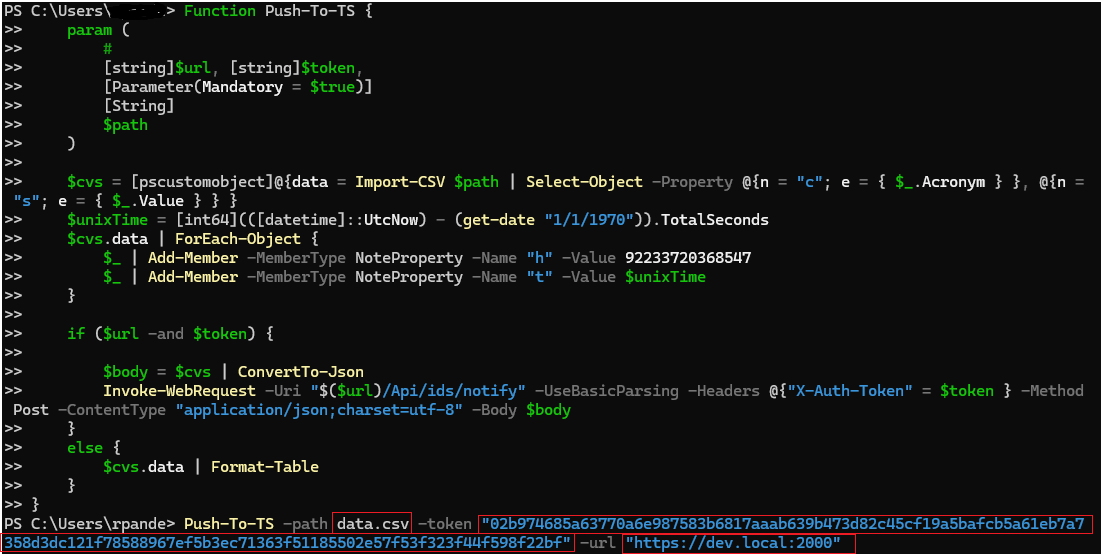 PS C:\Users\ > Function Push-To-TS {
>>     param (
>>         #
>>         [string]$url, [string]$token,
>>         [Parameter(Mandatory = $true)]
>>         [String]
>>         $path
>>     )
>>
>>     $cvs = [pscustomobject]@{data = Import-CSV $path | Select-Object -Property @{n = "c"; e = { $_.Acronym } }, @{n =
 "s"; e = { $_.Value } } }
>>     $unixTime = [int64](([datetime]::UtcNow) - (get-date "1/1/1970")).TotalSeconds
>>     $cvs.data | ForEach-Object {
>>         $_ | Add-Member -MemberType NoteProperty -Name "h" -Value 92233720368547
>>         $_ | Add-Member -MemberType NoteProperty -Name "t" -Value $unixTime
>>     }
>>
>>     if ($url -and $token) {
>>
>>         $body = $cvs | ConvertTo-Json
>>         Invoke-WebRequest -Uri "$($url)/Api/ids/notify" -UseBasicParsing -Headers @{"X-Auth-Token" = $token } -Method
 Post -ContentType "application/json;charset=utf-8" -Body $body
>>     }
>>     else {
>>         $cvs.data | Format-Table
>>     }
>> }
PS C:\Users\rpande> Push-To-TS -path data.csv -token "02b974685a63770a6e987583b6817aaab639b473d82c45cf19a5bafcb5a61eb7a7
358d3dc121f78588967ef5b3ec71363f51185502e57f53f323f44f598f22bf" -url "https://dev.local:2000"